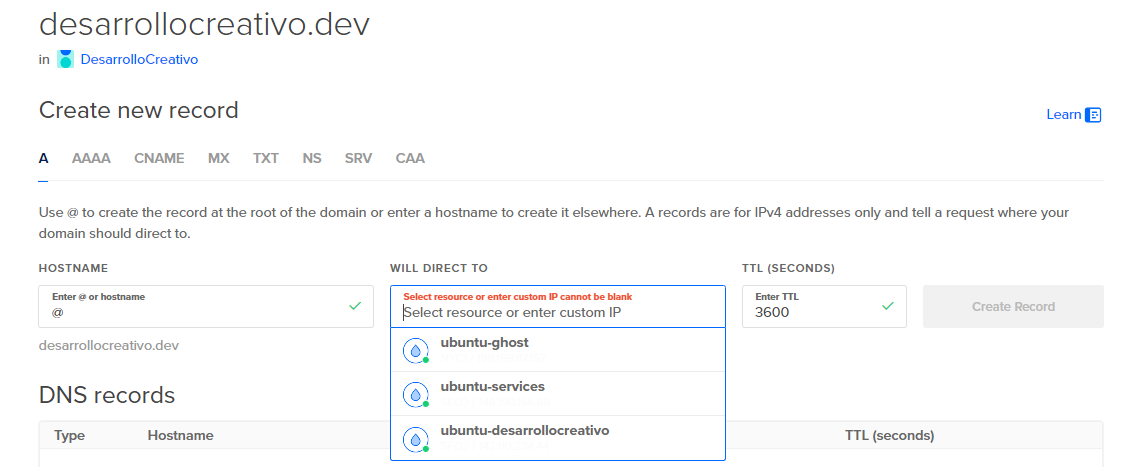 desarrollocreativo.dev
in DesarrolloCreativo
Create new record
Learn
A AAAA CNAME MX TXT NS SRV CAA
Use @ to create the record at the root of the domain or enter a hostname to create it elsewhere. A records are for IPv4 addresses only and tell a request where your
domain should direct to.
HOSTNAME WILL DIRECT TO TTL (SECONDS)
Enter @ or hostname
@
Select resource or enter custom IP cannot be blank
Select resource or enter custom IP
Enter TTL
3600
Create Record
desarrollocreativo.dev
ubuntu-ghost
ubuntu-services
ubuntu-desarrollocreativo
DNS records
Type Hostname TTL (seconds)